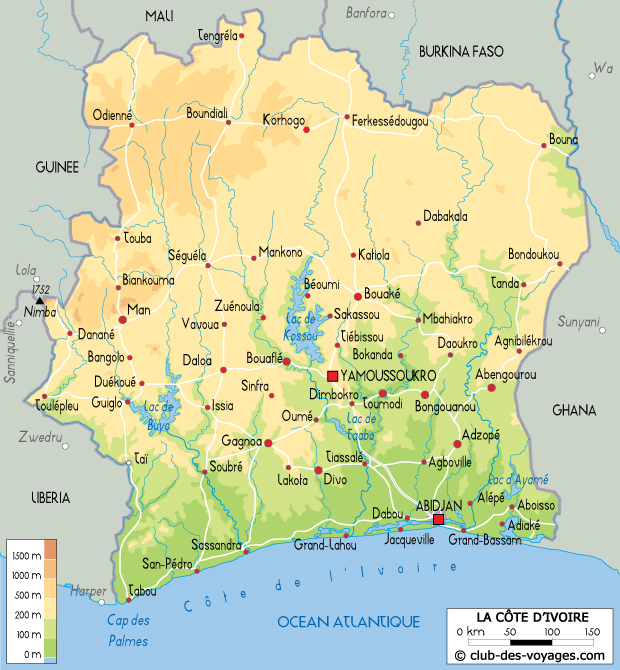 MALI
Banfora
Tengréla
BURKINA FASO
Wa
Odienné
Boundiali
Korhogo
Ferkessédougou
Bouna
GUINEE
Dabakala
Touba
Séguéla
Mankono
Katiola
Bondoukou
Lola
1752
Nimba
Biankouma
Béoumi
Bouaké
Tanda
Man
Zuénoula
Lac de
Kossou
Sakassou
Mbahiakro
Sunyani
Sanniquellie
Danané
Vavoua
Tiébissou
Bangolo
Daloa
Bouaflé
Bokanda
Daoukro
Agnibilékrou
Duékoué
Sinfra
YAMOUSSOUKRO
Abengourou
Toulépleu
Guiglo
Lac de
Buyo
Issia
Dimbokro
Toumodi
Bongouanou
GHANA
Oumé
Lac de
Taabo
Zwedru
Gagnoa
Adzopé
Taï
Soubré
Lakota
Divo
Tiassalé
Agboville
Lac d'Ayamé
LIBERIA
Alépé
Aboisso
Dabou
ABIDJAN
Adiaké
Sassandra
Grand-Lahou
Jacqueville
Grand-Bassam
San-Pédro
Harper
Tabou
Côte de l'Ivoire
Cap des
Palmes
OCEAN ATLANTIQUE
1500 m
1000 m
500 m
200 m
100 m
0 m
LA CÔTE D'IVOIRE
0 km 50 100 150
© club-des-voyages.com